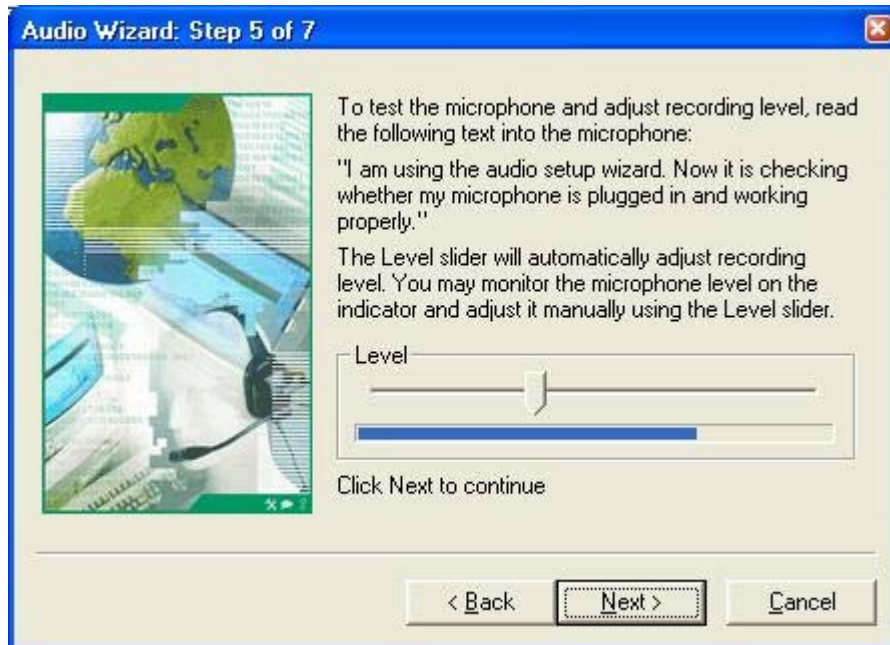 Audio Wizard: Step 5 of 7
To test the microphone and adjust recording level, read
the following text into the microphone:
"I am using the audio setup wizard. Now it is checking
whether my microphone is plugged in and working
properly."
The Level slider will automatically adjust recording
level. You may monitor the microphone level on the
indicator and adjust it manually using the Level slider.
Level
Click Next to continue
< Back
Next >
Cancel